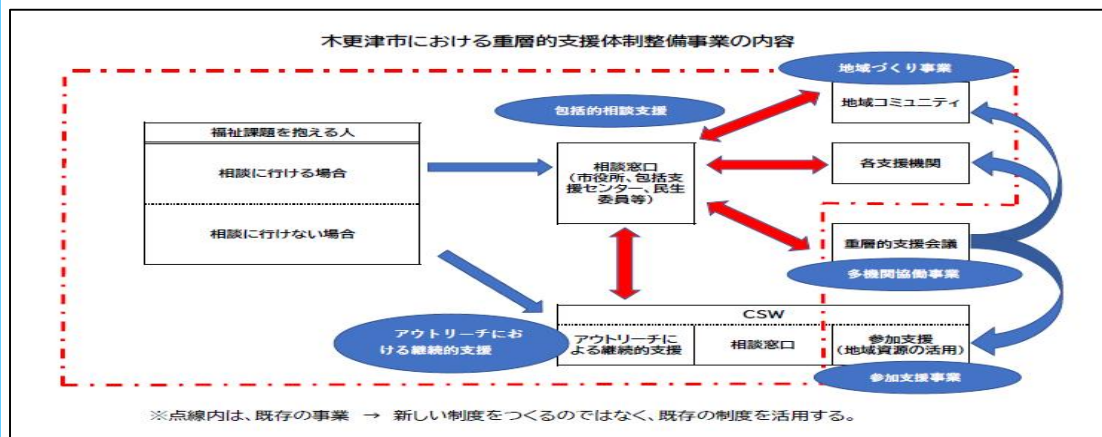 木更津市における重層的支援体制整備事業の内容
地域づくり事業
地域コミュニティ
包括的相談支援
福祉課題を抱える人
相談に行ける場合
相談に行けない場合
相談窓口
(市役所、包括支
援センター、民生
委員等)
各支援機関
重層的支援会議
多機関協働事業
CSW
アウトリーチにお
ける継続的支援
アウトリーチに
よる継続的支援
相談窓口
参加支援
(地域資源の活用)
参加支援事業
※点線内は、既存の事業 → 新しい制度をつくるのではなく、既存の制度を活用する。